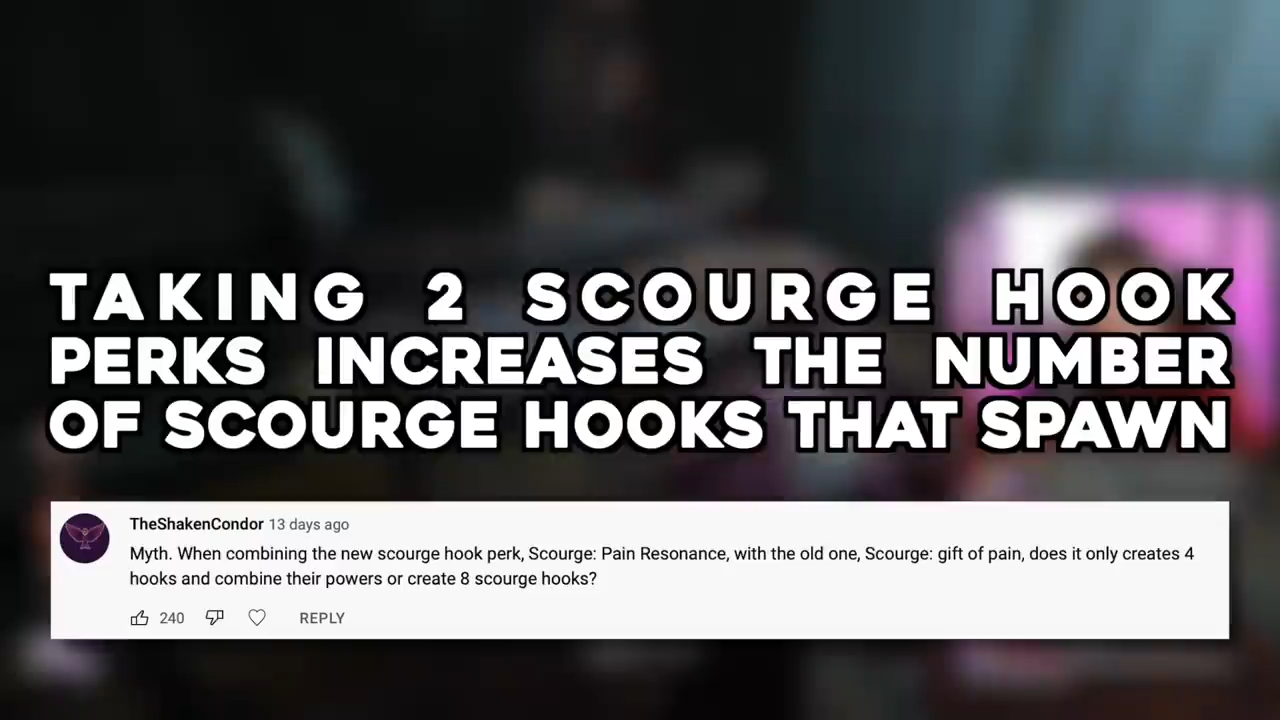 TAKING 2 SCOURGE HOOK
PERKS INCREASES THE NUMBER
OF SCOURGE HOOKS THAT SPAWN
TheShakenCondor 13 days ago
Myth. When combining the new scourge hook perk, Scourge: Pain Resonance, with the old one, Scourge: gift of pain, does it only creates 4
hooks and combine their powers or create 8 scourge hooks?
240 REPLY